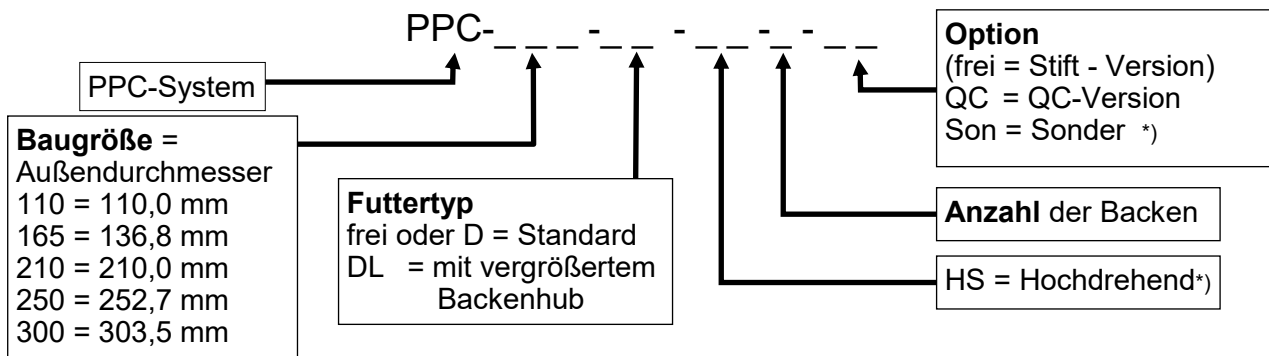 PPC-_ _ _ - _ _ - _ _ - _ - _ _
PPC-System
Baugröße =
Außendurchmesser
110 = 110,0 mm
165 = 136,8 mm
210 = 210,0 mm
250 = 252,7 mm
300 = 303,5 mm
Futtertyp
frei oder D = Standard
DL = mit vergrößertem
Backenhub
Option
(frei = Stift - Version)
QC = QC-Version
Son = Sonder *)
Anzahl der Backen
HS = Hochdrehend*)